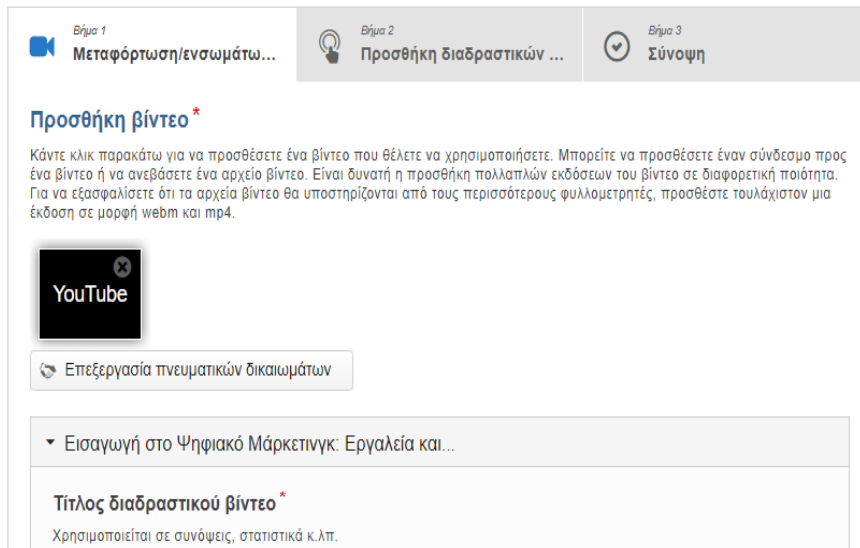 Βήμα 1
Μεταφόρτωση/ενσωμάτω...
Βήμα 2
Προσθήκη διαδραστικών ...
Βήμα 3
Σύνοψη
Προσθήκη βίντεο *
Κάντε κλικ παρακάτω για να προσθέσετε ένα βίντεο που θέλετε να χρησιμοποιήσετε. Μπορείτε να προσθέσετε έναν σύνδεσμο προς
ένα βίντεο ή να ανεβάσετε ένα αρχείο βίντεο. Είναι δυνατή η προσθήκη πολλαπλών εκδόσεων του βίντεο σε διαφορετική ποιότητα.
Για να εξασφαλίσετε ότι τα αρχεία βίντεο θα υποστηρίζονται από τους περισσότερους φυλλομετρητές, προσθέστε τουλάχιστον μια
έκδοση σε μορφή webm και mp4.
YouTube
Επεξεργασία πνευματικών δικαιωμάτων
Εισαγωγή στο Ψηφιακό Μάρκετινγκ: Εργαλεία και...
Τίτλος διαδραστικού βίντεο *
Χρησιμοποιείται σε συνόψεις, στατιστικά κ.λπ.